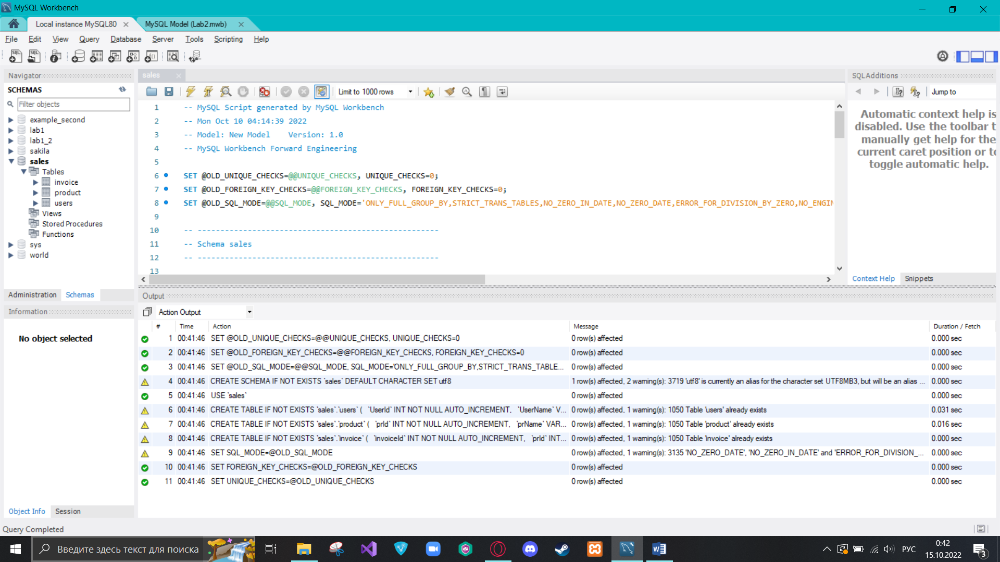 MySQL Workbench
Local instance MySQL80
MySQL Model (Lab2.mwb)
File Edit View Query Database Server Tools Scripting Help
Navigator
SCHEMAS
Filter objects
example_second
lab1
lab1_2
sakila
sales
Tables
invoice
product
users
Views
Stored Procedures
Functions
sys
world
Administration Schemas
Information
No object selected
Object Info Session
sales
Limit to 1000 rows
1 -- MySQL Script generated by MySQL Workbench
2 -- Mon Oct 10 04:14:39 2022
3 -- Model: New Model    Version: 1.0
4 -- MySQL Workbench Forward Engineering
5
6 SET @OLD_UNIQUE_CHECKS=@@UNIQUE_CHECKS, UNIQUE_CHECKS=0;
7 SET @OLD_FOREIGN_KEY_CHECKS=@@FOREIGN_KEY_CHECKS, FOREIGN_KEY_CHECKS=0;
8 SET @OLD_SQL_MODE=@@SQL_MODE, SQL_MODE='ONLY_FULL_GROUP_BY,STRICT_TRANS_TABLES,NO_ZERO_IN_DATE,NO_ZERO_DATE,ERROR_FOR_DIVISION_BY_ZERO,NO_ENGIN
9
10 -- -----------------------------------------------------
11 -- Schema sales
12 -- -----------------------------------------------------
13
SQLAdditions
Jump to
Automatic context help is
disabled. Use the toolbar t
manually get help for the
current caret position or to
toggle automatic help.
Context Help Snippets
Output
Action Output
# Time Action Message Duration / Fetch
1 00:41:46 SET @OLD_UNIQUE_CHECKS=@@UNIQUE_CHECKS, UNIQUE_CHECKS=0 0 row(s) affected 0.000 sec
2 00:41:46 SET @OLD_FOREIGN_KEY_CHECKS=@@FOREIGN_KEY_CHECKS, FOREIGN_KEY_CHECKS=0 0 row(s) affected 0.000 sec
3 00:41:46 SET @OLD_SQL_MODE=@@SQL_MODE, SQL_MODE='ONLY_FULL_GROUP_BY,STRICT_TRANS_TABLE... 0 row(s) affected 0.000 sec
4 00:41:46 CREATE SCHEMA IF NOT EXISTS `sales` DEFAULT CHARACTER SET utf8 1 row(s) affected, 2 warning(s): 3719 'utf8' is currently an alias for the character set UTF8MB3, but will be an alias ... 0.000 sec
5 00:41:46 USE `sales` 0 row(s) affected 0.000 sec
6 00:41:46 CREATE TABLE IF NOT EXISTS `sales`.`users` (   `UserId` INT NOT NULL AUTO_INCREMENT,   `UserName` V... 0 row(s) affected, 1 warning(s): 1050 Table 'users' already exists 0.031 sec
7 00:41:46 CREATE TABLE IF NOT EXISTS `sales`.`product` (   `prId` INT NOT NULL AUTO_INCREMENT,   `prName` VAR... 0 row(s) affected, 1 warning(s): 1050 Table 'product' already exists 0.016 sec
8 00:41:46 CREATE TABLE IF NOT EXISTS `sales`.`invoice` (   `invoiceId` INT NOT NULL AUTO_INCREMENT,   `prId` INT... 0 row(s) affected, 1 warning(s): 1050 Table 'invoice' already exists 0.000 sec
9 00:41:46 SET SQL_MODE=@OLD_SQL_MODE 0 row(s) affected, 1 warning(s): 3135 'NO_ZERO_DATE', 'NO_ZERO_IN_DATE' and 'ERROR_FOR_DIVISION_... 0.000 sec
10 00:41:46 SET FOREIGN_KEY_CHECKS=@OLD_FOREIGN_KEY_CHECKS 0 row(s) affected 0.000 sec
11 00:41:46 SET UNIQUE_CHECKS=@OLD_UNIQUE_CHECKS 0 row(s) affected 0.000 sec
Query Completed
Введите здесь текст для поиска
РУС
0:42
15.10.2022
3